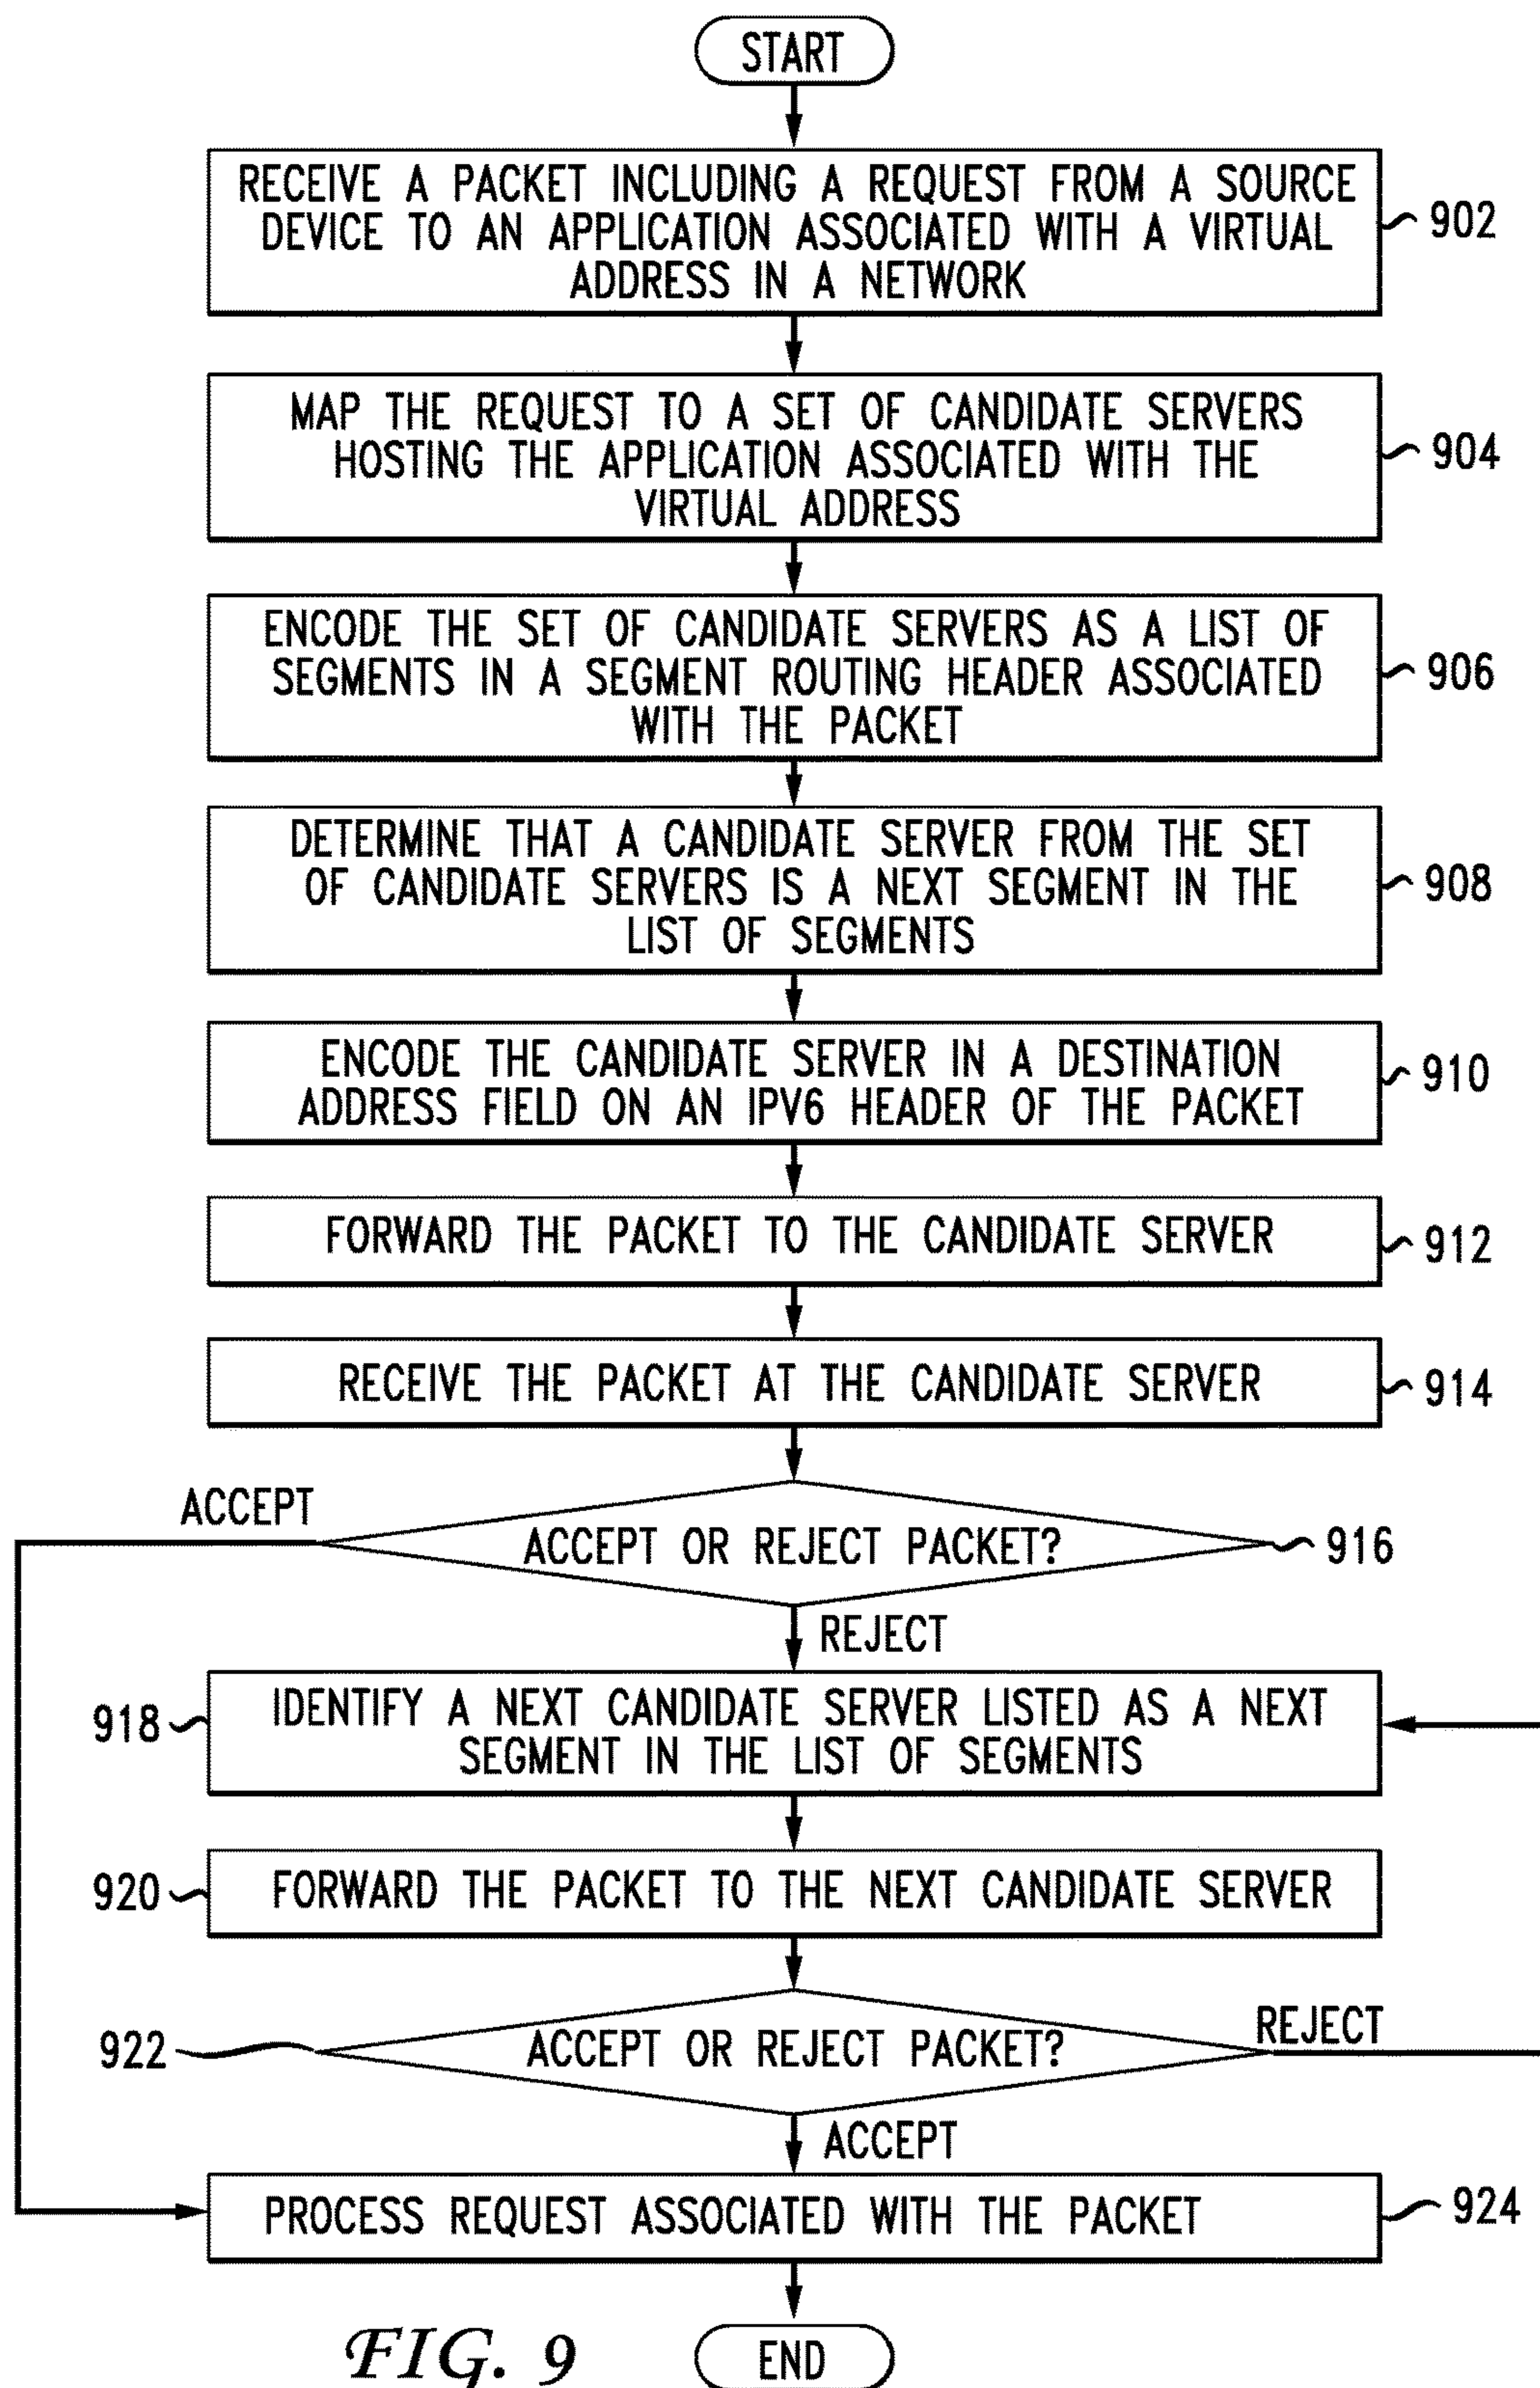 START
RECEIVE A PACKET INCLUDING A REQUEST FROM A SOURCE
DEVICE TO AN APPLICATION ASSOCIATED WITH A VIRTUAL
ADDRESS IN A NETWORK
902
MAP THE REQUEST TO A SET OF CANDIDATE SERVERS
HOSTING THE APPLICATION ASSOCIATED WITH THE
VIRTUAL ADDRESS
904
ENCODE THE SET OF CANDIDATE SERVERS AS A LIST OF
SEGMENTS IN A SEGMENT ROUTING HEADER ASSOCIATED
WITH THE PACKET
906
DETERMINE THAT A CANDIDATE SERVER FROM THE SET
OF CANDIDATE SERVERS IS A NEXT SEGMENT IN THE
LIST OF SEGMENTS
908
ENCODE THE CANDIDATE SERVER IN A DESTINATION
ADDRESS FIELD ON AN IPV6 HEADER OF THE PACKET
910
FORWARD THE PACKET TO THE CANDIDATE SERVER
912
RECEIVE THE PACKET AT THE CANDIDATE SERVER
914
ACCEPT
ACCEPT OR REJECT PACKET?
916
REJECT
918
IDENTIFY A NEXT CANDIDATE SERVER LISTED AS A NEXT
SEGMENT IN THE LIST OF SEGMENTS
920
FORWARD THE PACKET TO THE NEXT CANDIDATE SERVER
REJECT
922
ACCEPT OR REJECT PACKET?
ACCEPT
PROCESS REQUEST ASSOCIATED WITH THE PACKET
924
FIG. 9
END